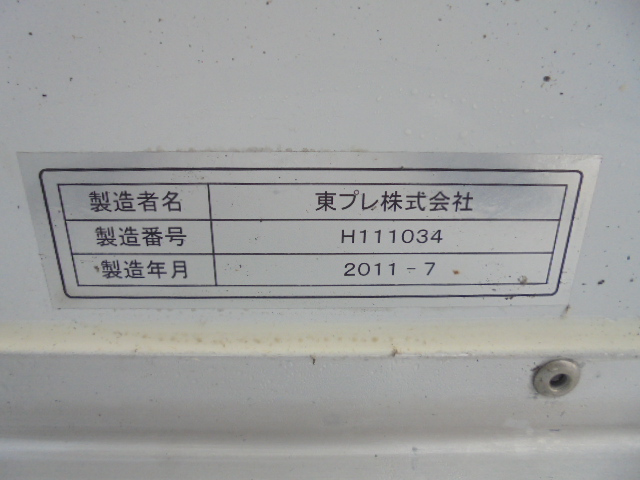 製造者名 東プレ株式会社
製造番号 H111034
製造年月 2011-7